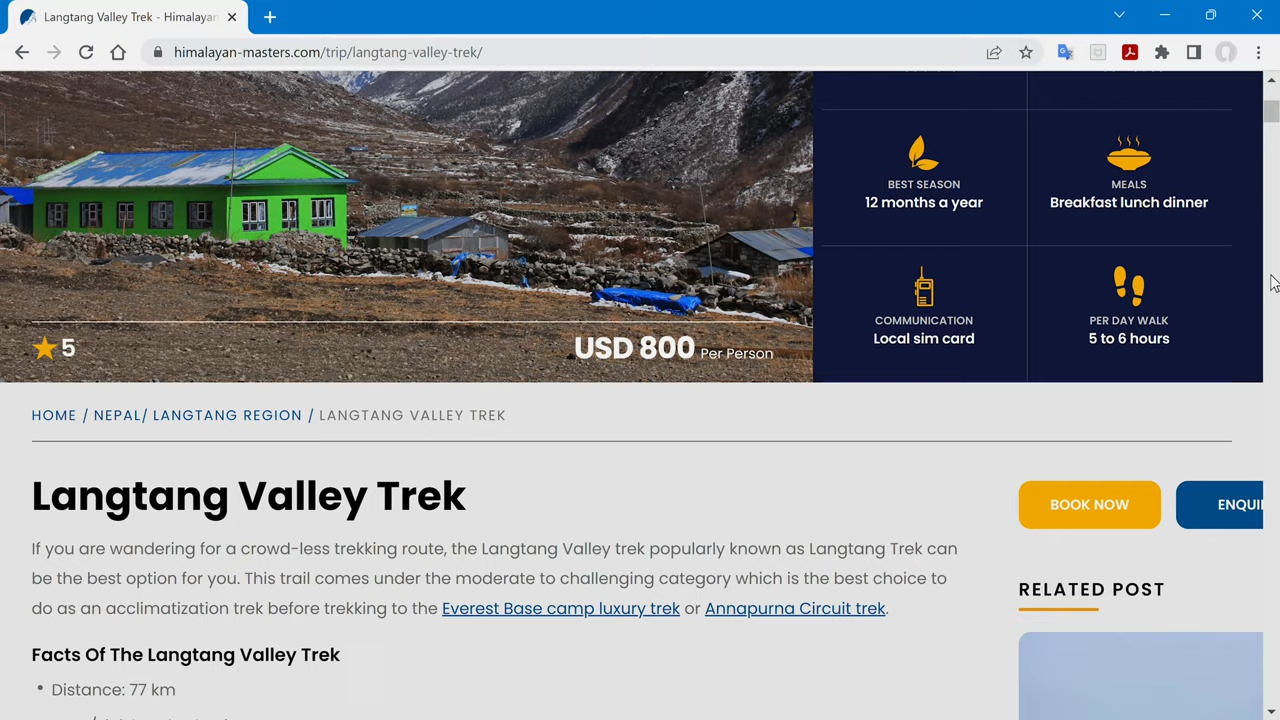 Langtang Valley Trek - Himalayan
himalayan-masters.com/trip/langtang-valley-trek/
BEST SEASON
12 months a year
MEALS
Breakfast lunch dinner
COMMUNICATION
Local sim card
PER DAY WALK
5 to 6 hours
5
USD 800 Per Person
HOME / NEPAL/ LANGTANG REGION / LANGTANG VALLEY TREK
Langtang Valley Trek
BOOK NOW
ENQUI
If you are wandering for a crowd-less trekking route, the Langtang Valley trek popularly known as Langtang Trek can
be the best option for you. This trail comes under the moderate to challenging category which is the best choice to
do as an acclimatization trek before trekking to the Everest Base camp luxury trek or Annapurna Circuit trek.
RELATED POST
Facts Of The Langtang Valley Trek
• Distance: 77 km